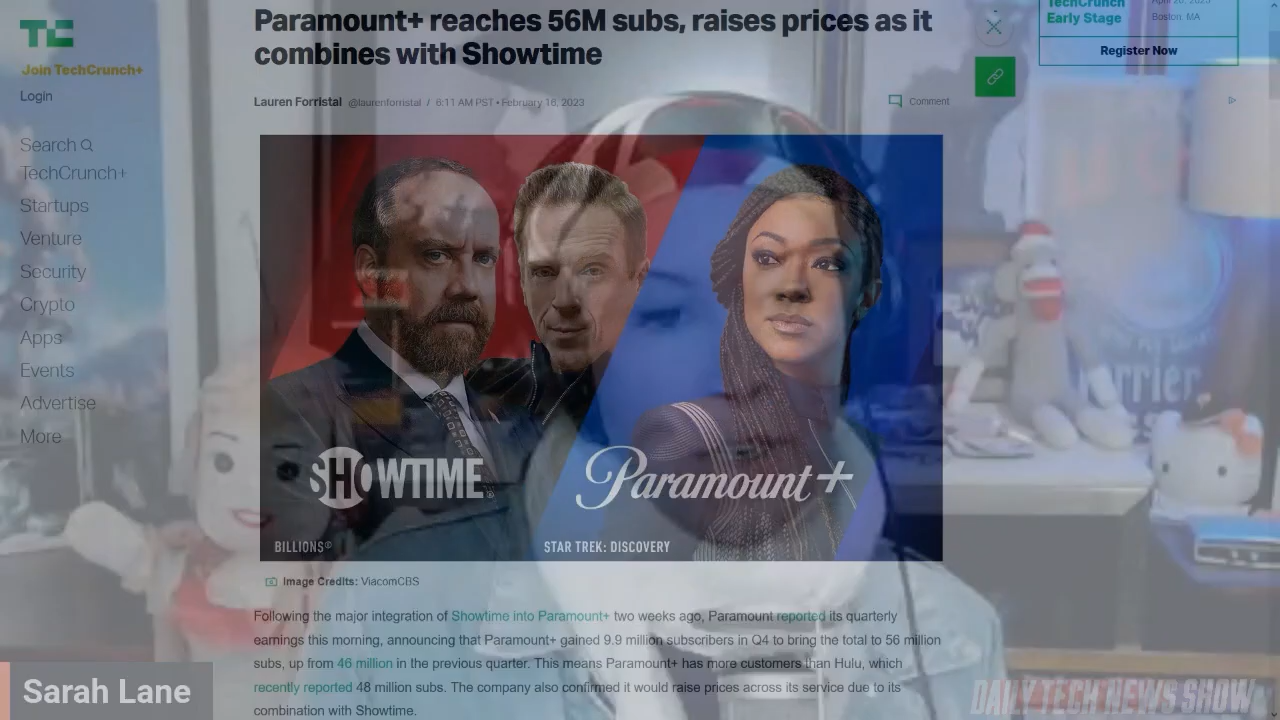 Paramount+ reaches 56M subs, raises prices as it
combines with Showtime
TechCrunch
Early Stage
April 20, 2023
Boston, MA
Register Now
TC
Join TechCrunch+
Login
Search
TechCrunch+
Startups
Venture
Security
Crypto
Apps
Events
Advertise
More
Lauren Forristal @laurenforristal / 6:11 AM PST • February 16, 2023
Comment
SHOWTIME®
Paramount+
BILLIONS®
STAR TREK: DISCOVERY
Image Credits: ViacomCBS
Following the major integration of Showtime into Paramount+ two weeks ago, Paramount reported its quarterly
earnings this morning, announcing that Paramount+ gained 9.9 million subscribers in Q4 to bring the total to 56 million
subs, up from 46 million in the previous quarter. This means Paramount+ has more customers than Hulu, which
recently reported 48 million subs. The company also confirmed it would raise prices across its service due to its
combination with Showtime.
Sarah Lane
DAILY TECH NEWS SHOW